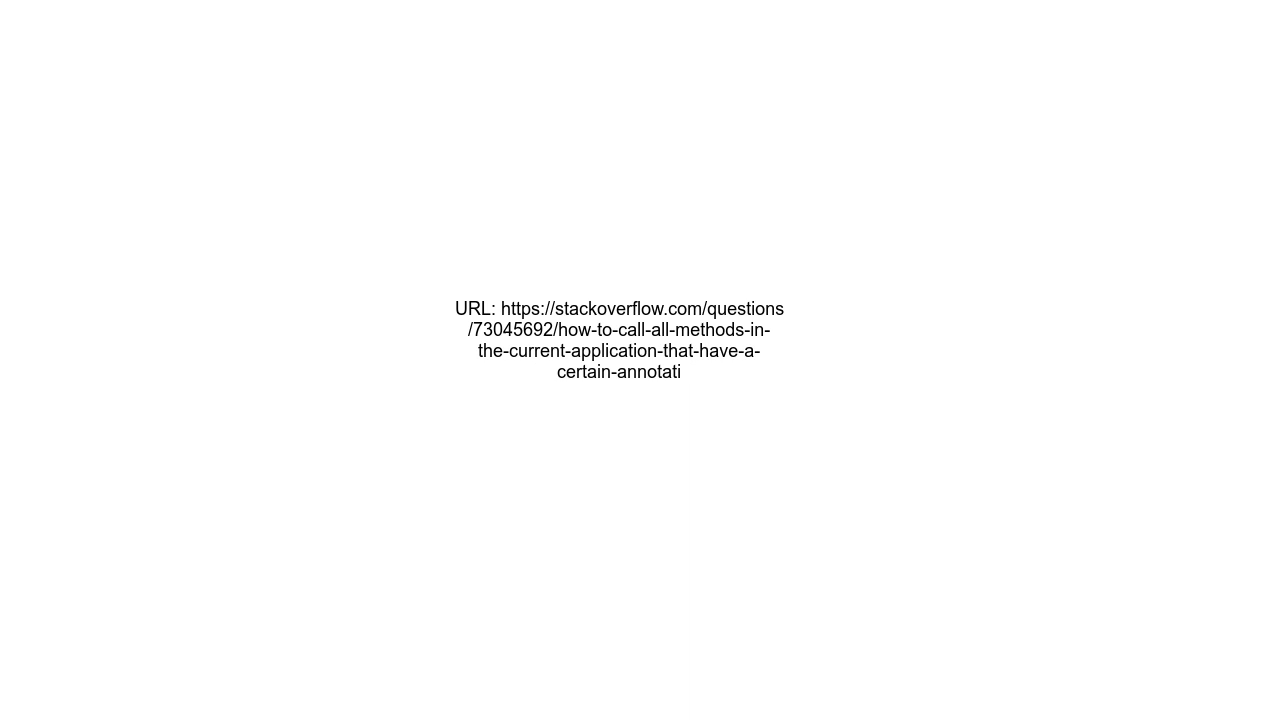 URL: https://stackoverflow.com/questions
/73045692/how-to-call-all-methods-in-
the-current-application-that-have-a-
certain-annotati